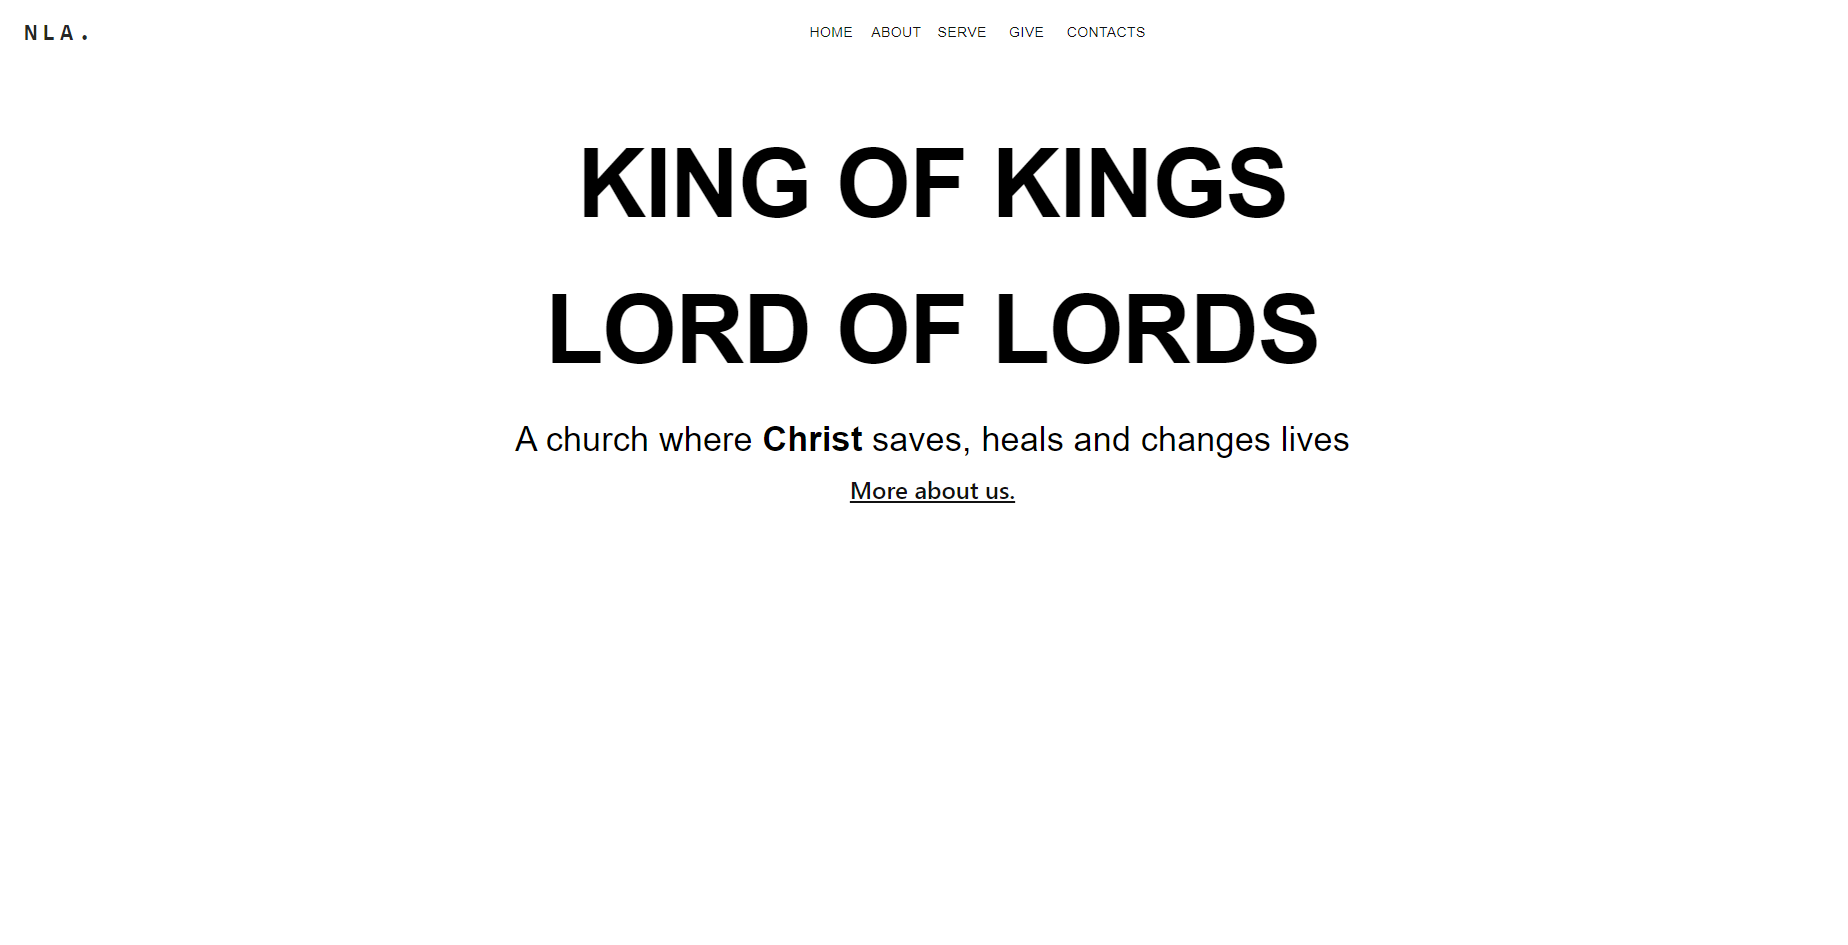 NLA.
HOME ABOUT SERVE GIVE CONTACTS
KING OF KINGS
LORD OF LORDS
A church where Christ saves, heals and changes lives
More about us.